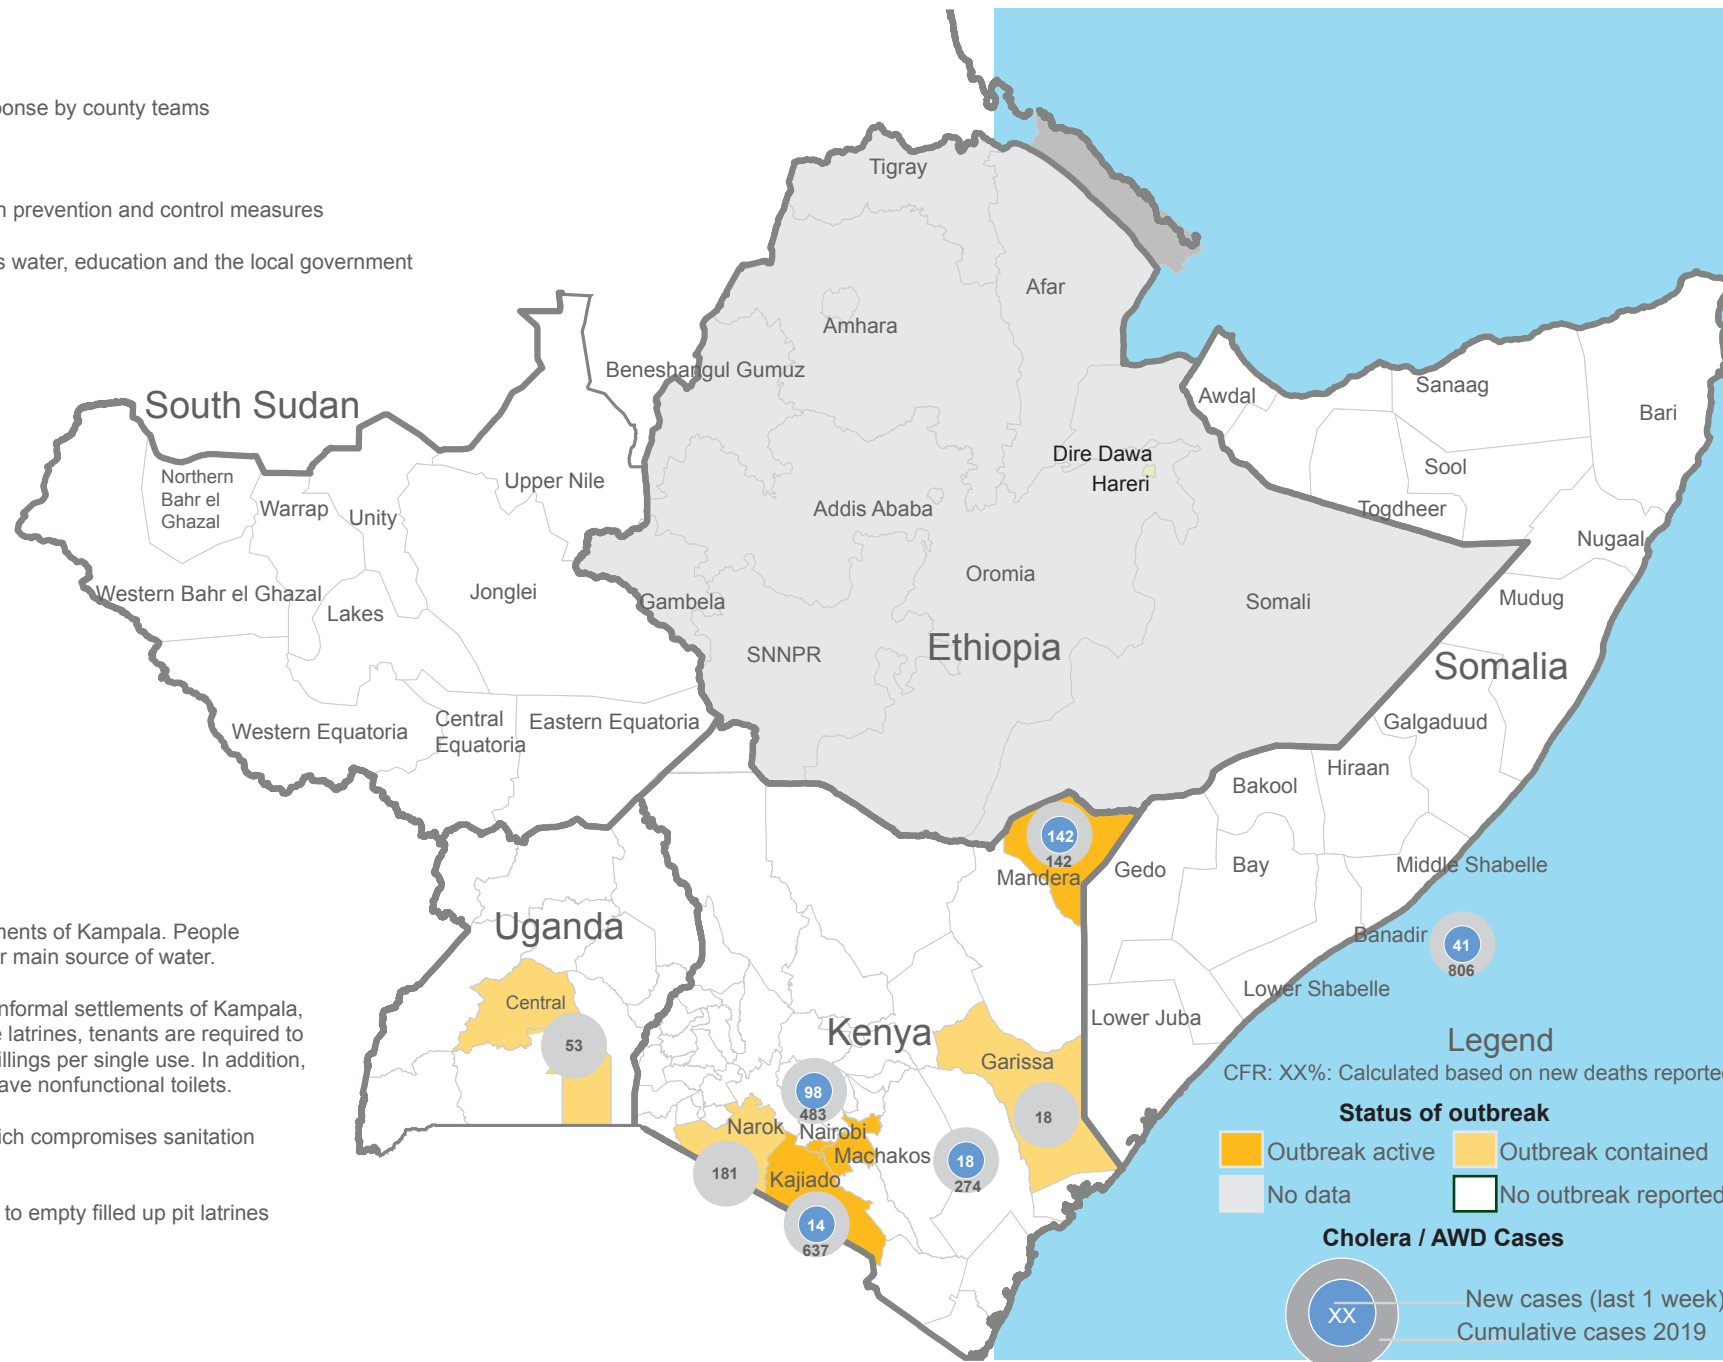 onse by county teams
n prevention and control measures
s water, education and the local government
South Sudan
Northern
Bahr el
Ghazal
Warrap
Unity
Upper Nile
Western Bahr el Ghazal
Lakes
Jonglei
Western Equatoria
Central
Equatoria
Eastern Equatoria
Tigray
Afar
Amhara
Beneshangul Gumuz
Dire Dawa
Hareri
Addis Ababa
Oromia
Gambela
Somali
SNNPR
Ethiopia
Awdal
Sanaag
Bari
Sool
Togdheer
Nugaal
Mudug
Somalia
Galgaduud
Hiraan
Bakool
Bay
Gedo
Middle Shabelle
Banadir
41
806
Lower Shabelle
Lower Juba
142
142
Mandera
Uganda
Central
53
Kenya
Garissa
18
98
483
Narok
Nairobi
Machakos
181
Kajiado
18
274
14
637
nents of Kampala. People
r main source of water.
nformal settlements of Kampala,
e latrines, tenants are required to
illings per single use. In addition,
ave nonfunctional toilets.
ich compromises sanitation
to empty filled up pit latrines
Legend
CFR: XX%: Calculated based on new deaths reported
Status of outbreak
Outbreak active
Outbreak contained
No data
No outbreak reported
Cholera / AWD Cases
XX
New cases (last 1 week)
Cumulative cases 2019